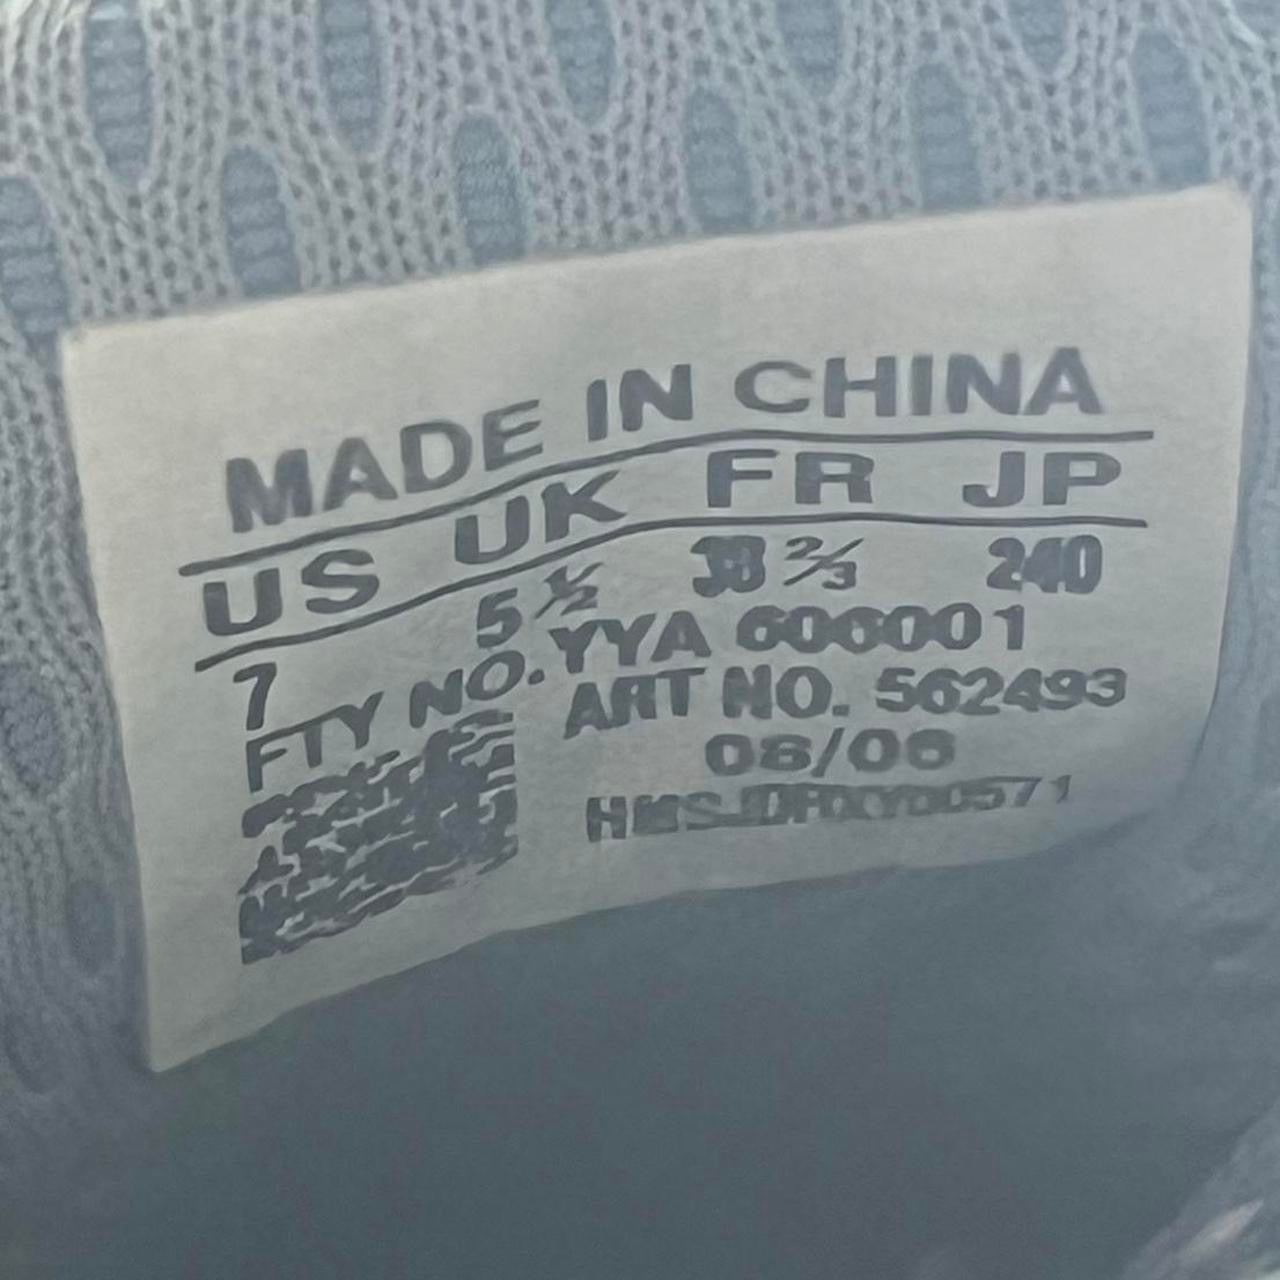 MADE IN CHINA
US UK FR JP
7 5 ½ 38 ⅔ 240
FTY NO. YYA 606001
ART NO. 562493
08/06